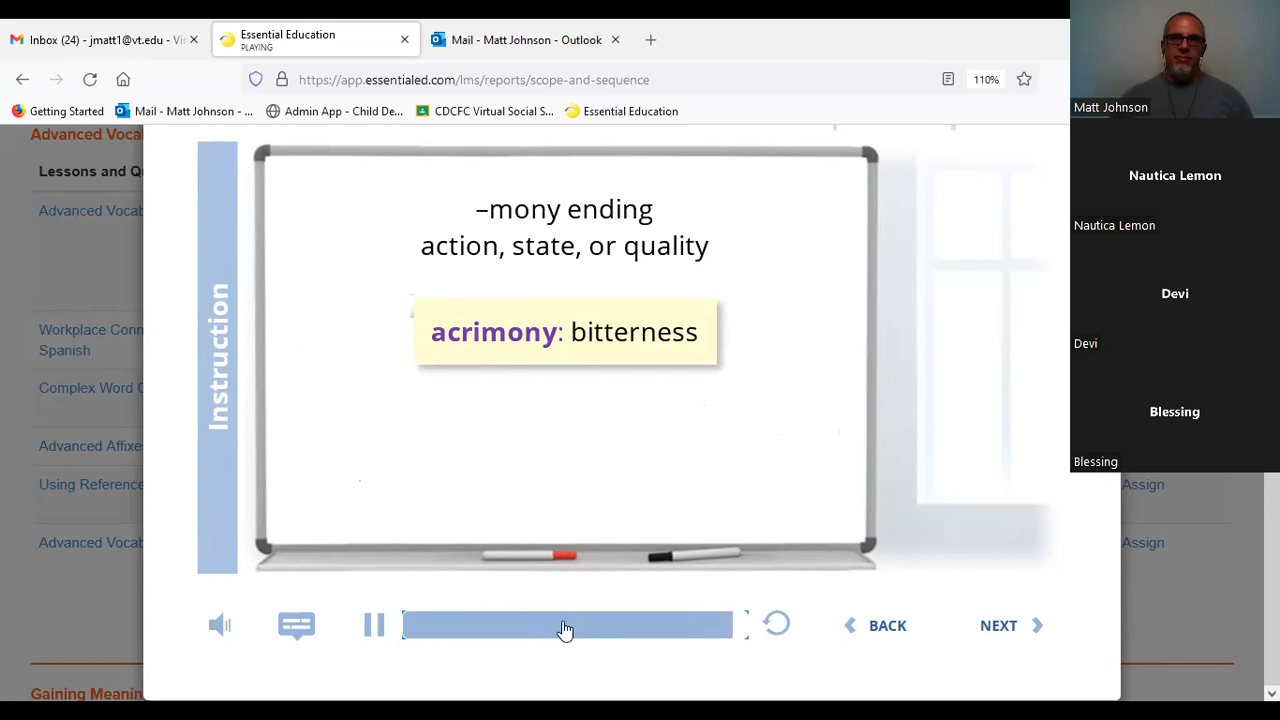 Inbox (24) - jmatt1@vt.edu - Vir
Essential Education
PLAYING
Mail - Matt Johnson - Outlook
https://app.essentialed.com/lms/reports/scope-and-sequence
110%
Getting Started
Mail - Matt Johnson - ...
Admin App - Child De...
CDCFC Virtual Social S...
Essential Education
Matt Johnson
Nautica Lemon
Nautica Lemon
Devi
Devi
Blessing
Blessing
Advanced Voca
Lessons and Qu
Advanced Vocab
Workplace Conn
Spanish
Complex Word C
Advanced Affixes
Using Reference
Assign
Advanced Vocab
Assign
Gaining Meanin
Instruction
–mony ending
action, state, or quality
acrimony: bitterness
BACK
NEXT